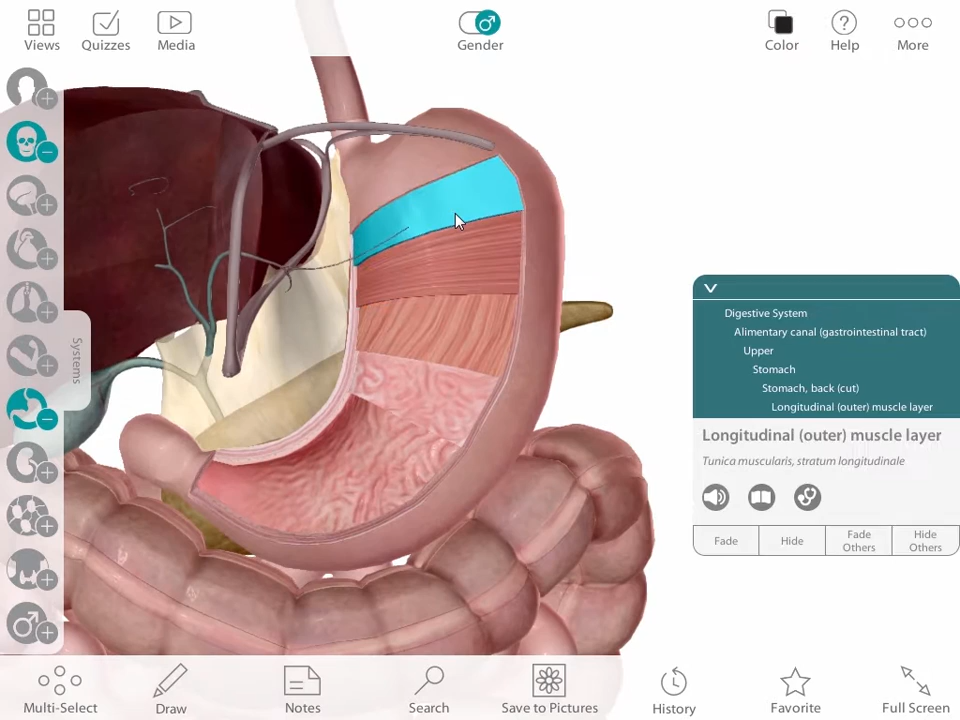 Views
Quizzes
Media
Gender
Color
Help
More
Systems
Digestive System
Alimentary canal (gastrointestinal tract)
Upper
Stomach
Stomach, back (cut)
Longitudinal (outer) muscle layer
Longitudinal (outer) muscle layer
Tunica muscularis, stratum longitudinale
Fade
Hide
Fade
Others
Hide
Others
Multi-Select
Draw
Notes
Search
Save to Pictures
History
Favorite
Full Screen